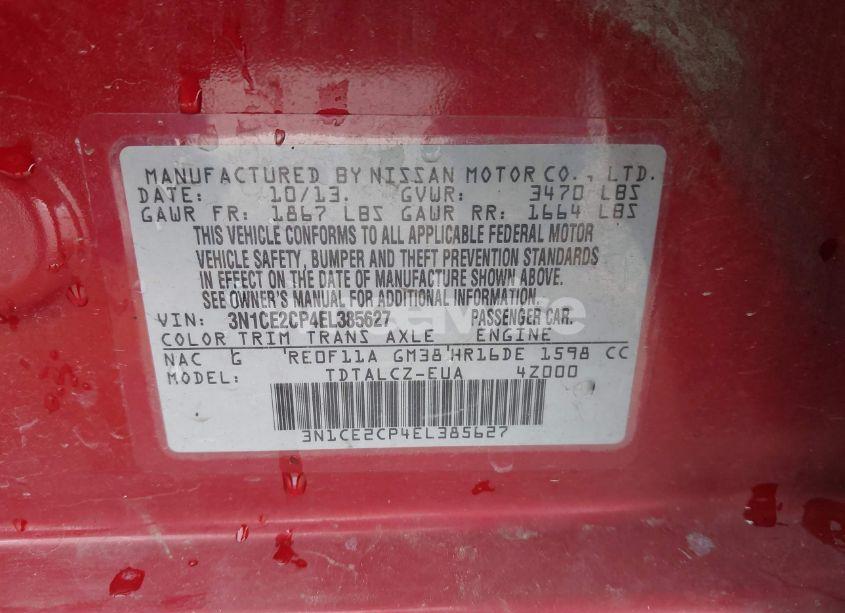 MANUFACTURED BY NISSAN MOTOR CO., LTD.
DATE: 10/13. GVWR: 3470 LBS
GAWR FR: 1867 LBS GAWR RR: 1664 LBS
THIS VEHICLE CONFORMS TO ALL APPLICABLE FEDERAL MOTOR
VEHICLE SAFETY, BUMPER AND THEFT PREVENTION STANDARDS
IN EFFECT ON THE DATE OF MANUFACTURE SHOWN ABOVE.
SEE OWNER'S MANUAL FOR ADDITIONAL INFORMATION.
VIN: 3N1CE2CP4EL385627 PASSENGER CAR.
COLOR TRIM TRANS AXLE ENGINE
NAC G 'RE0F11A GM38'HR16DE 1598 CC
MODEL: TDTALCZ-EUA 4Z000
3N1CE2CP4EL385627